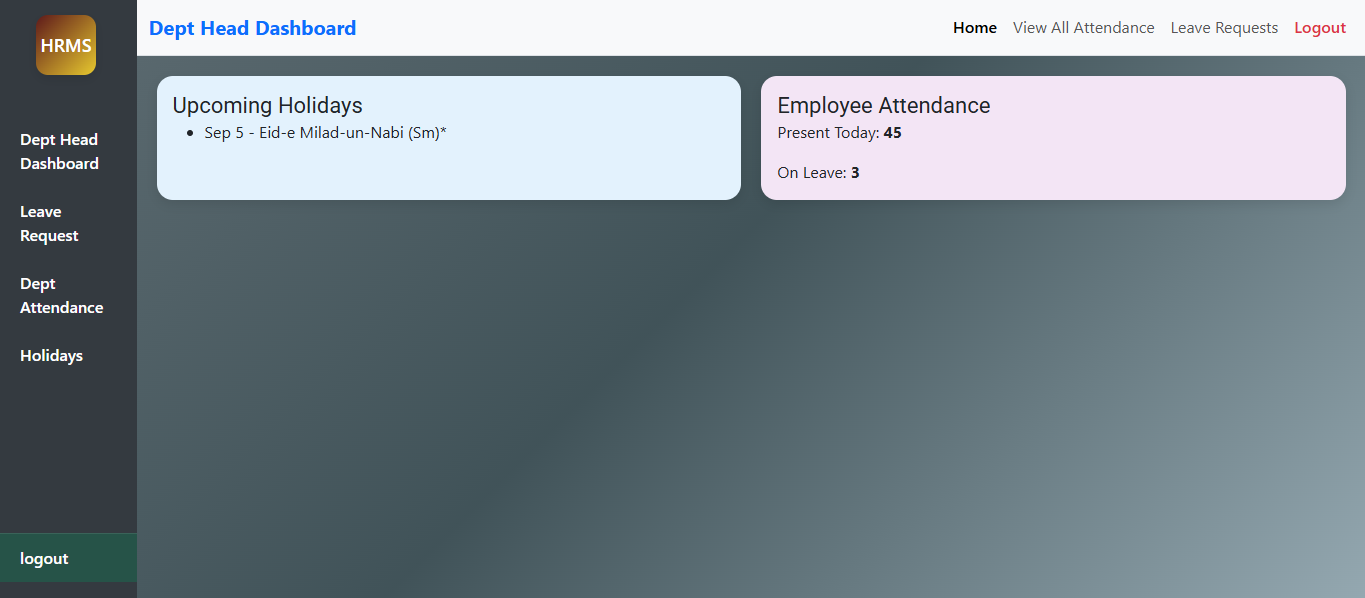 HRMS
Dept Head
Dashboard
Leave
Request
Dept
Attendance
Holidays
logout
Dept Head Dashboard
Home View All Attendance Leave Requests Logout
Upcoming Holidays
• Sep 5 - Eid-e Milad-un-Nabi (Sm)*
Employee Attendance
Present Today: 45
On Leave: 3